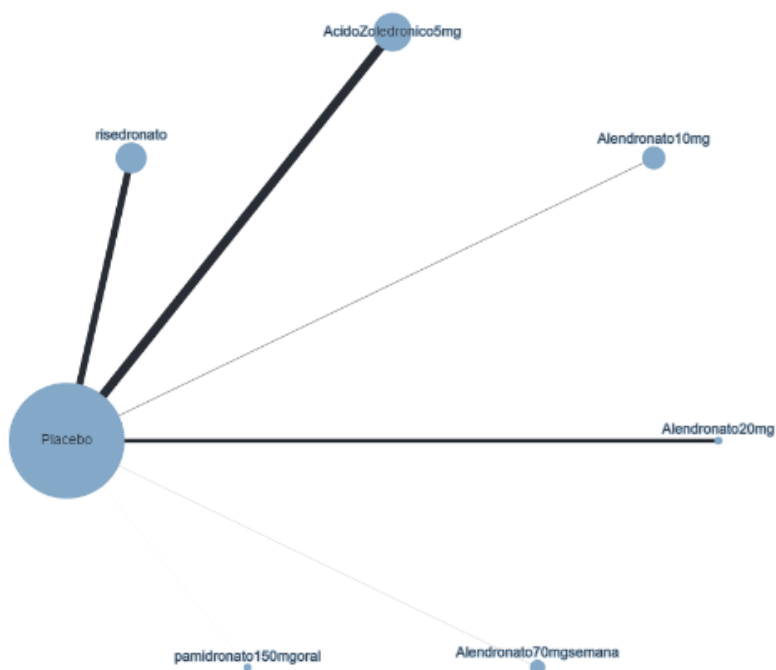 AcidoZoledronico5mg
risedronato
Alendronato10mg
Alendronato20mg
Placebo
Alendronato70mgsemana
pamidronato150mgoral